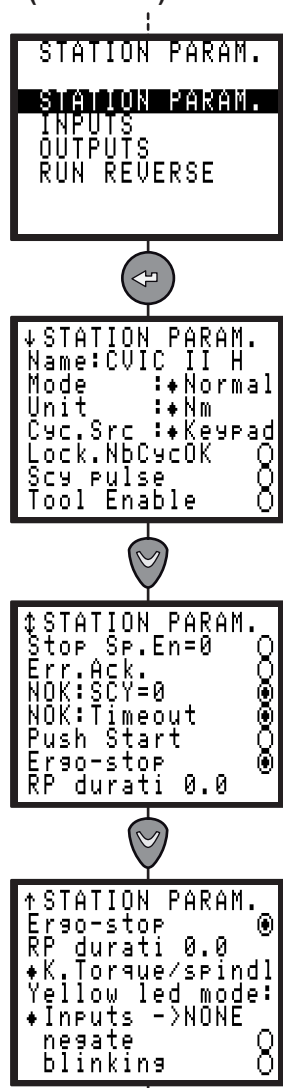 STATION PARAM.
STATION PARAM.
INPUTS
OUTPUTS
RUN REVERSE
↓STATION PARAM.
Name:CVIC II H
Mode :♦Normal
Unit :♦Nm
Cyc.Src :♦Keypad
Lock.NbCycOK
Scy pulse
Tool Enable
↕STATION PARAM.
Stop Sp.En=0
Err.Ack.
NOK:SCY=0
NOK:Timeout
Push Start
Ergo-stop
RP durati 0.0
↑STATION PARAM.
Ergo-stop
RP durati 0.0
♦K.Torque/spindl
Yellow led mode:
♦Inputs ->NONE
negate
blinking